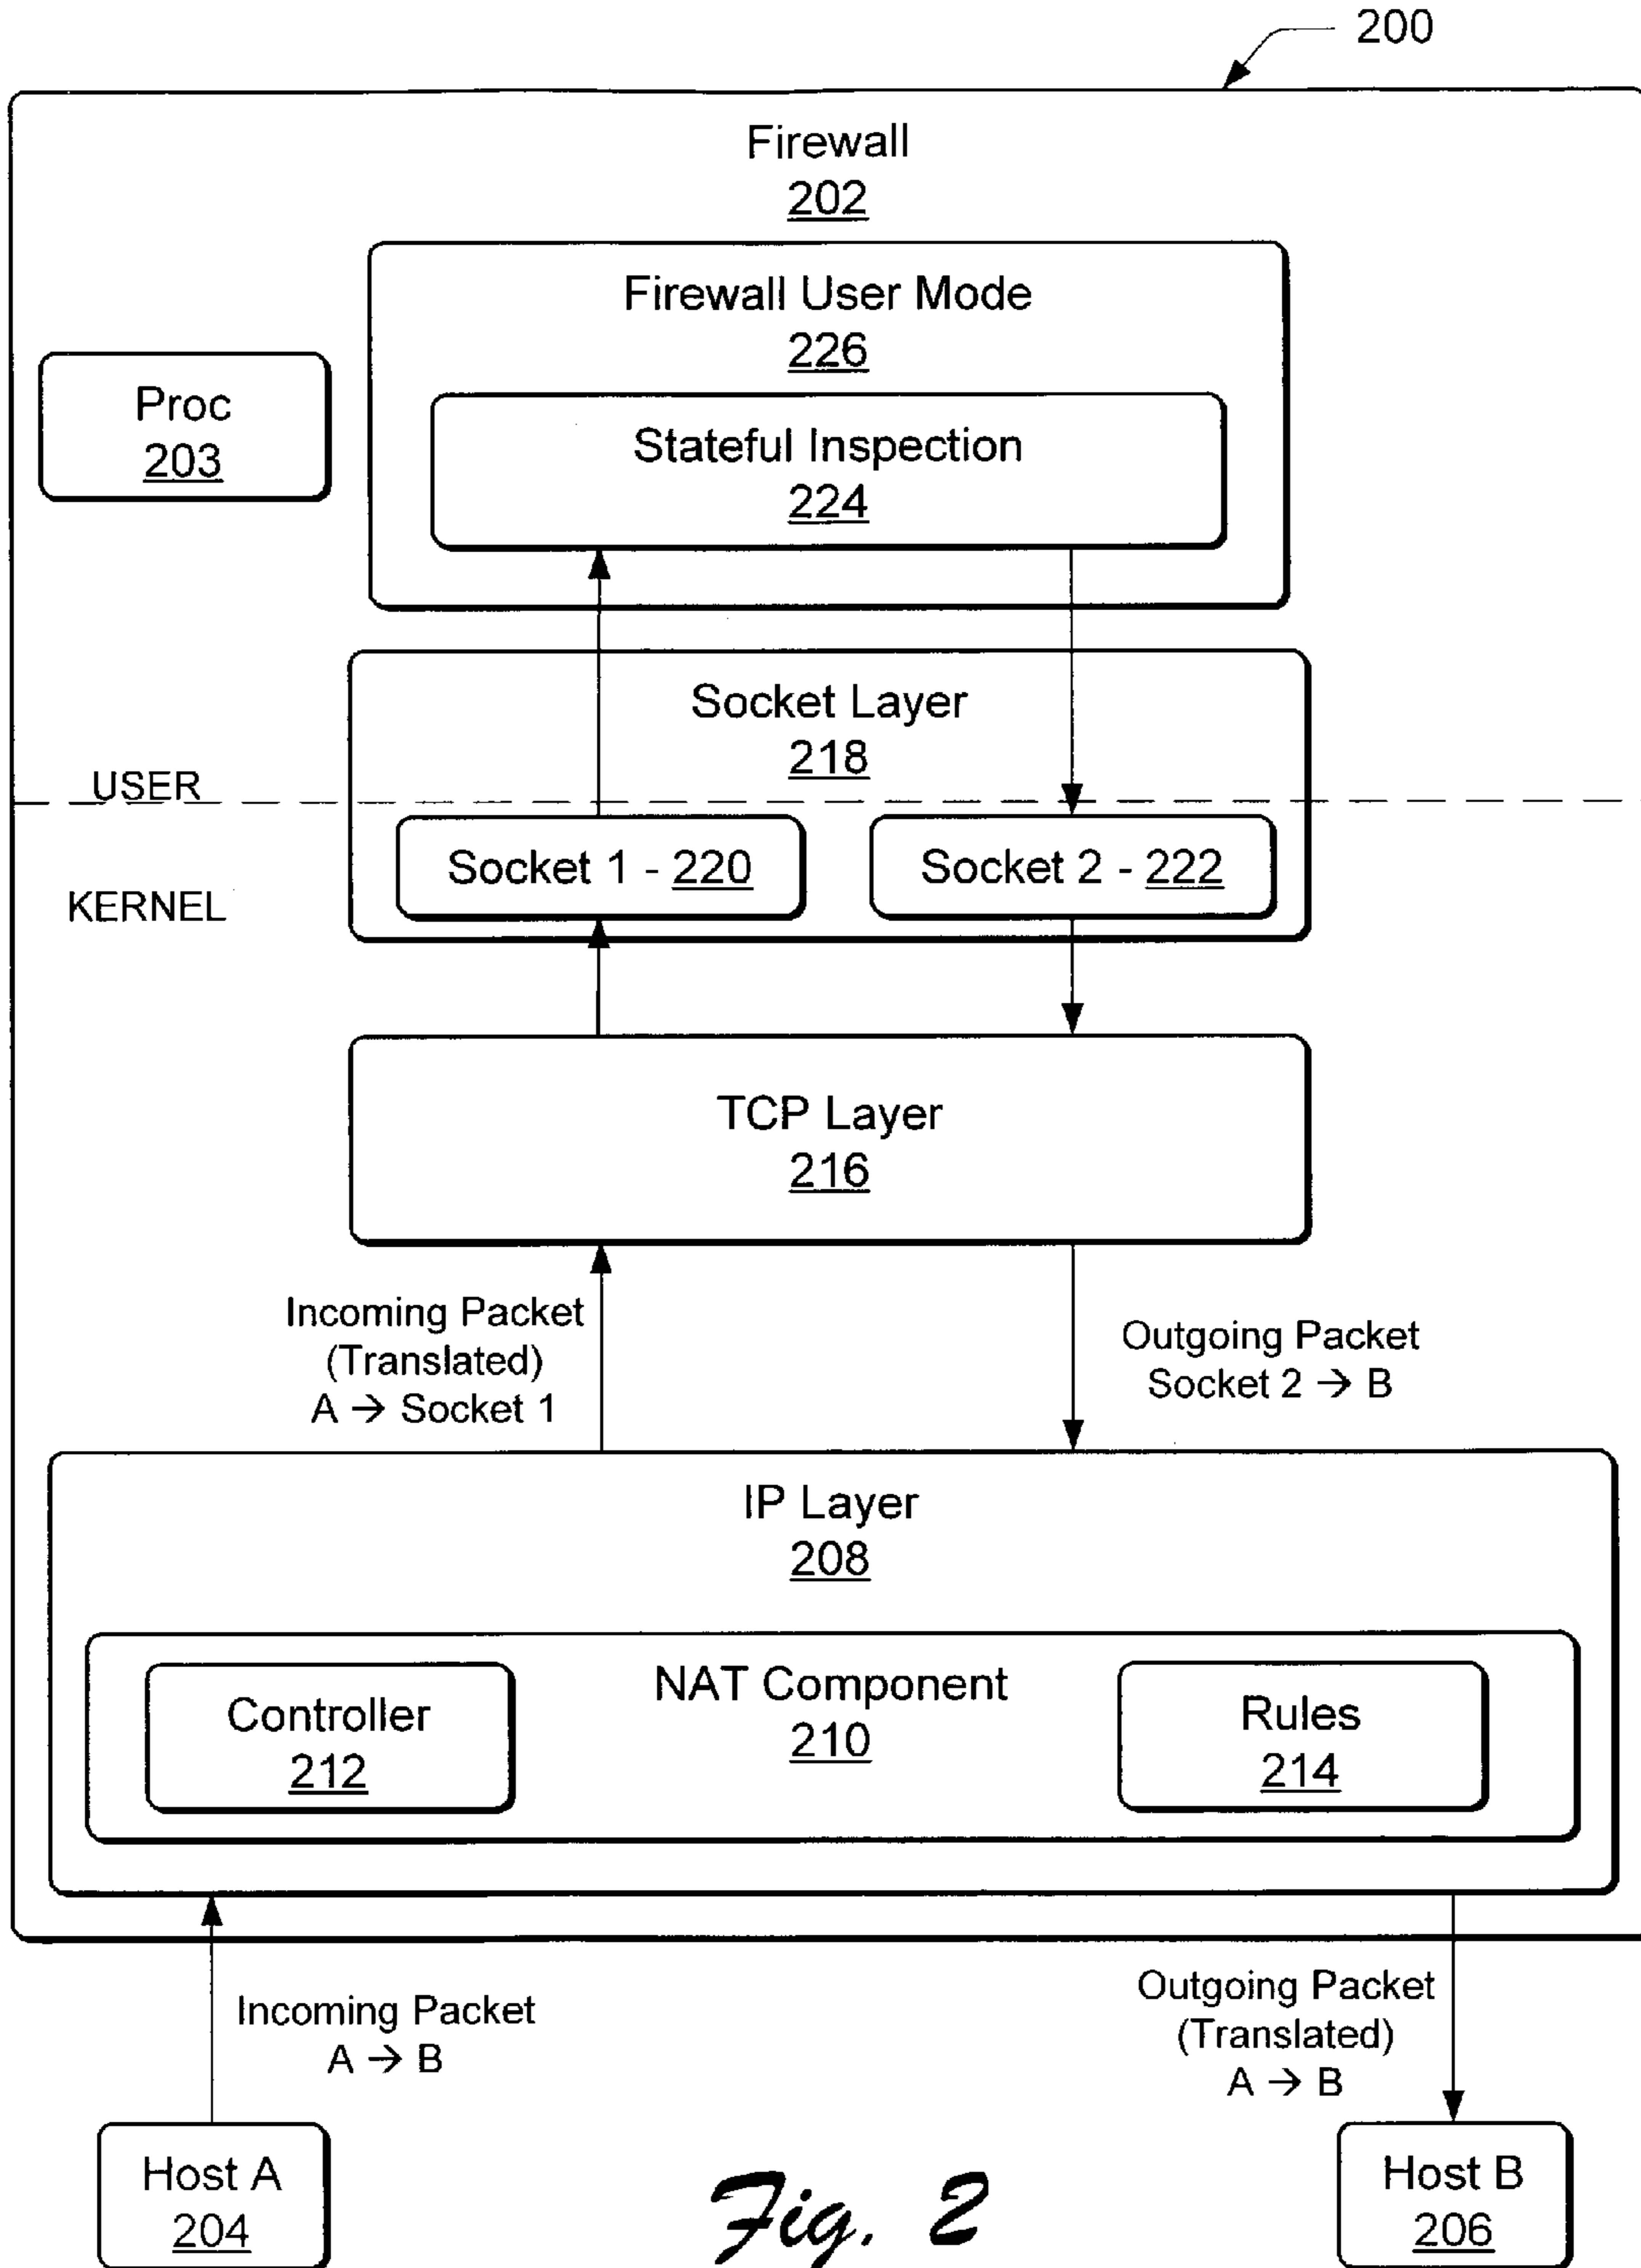 200
Firewall
202
Firewall User Mode
226
Proc
203
Stateful Inspection
224
Socket Layer
218
USER
KERNEL
Socket 1 - 220
Socket 2 - 222
TCP Layer
216
Incoming Packet
(Translated)
A → Socket 1
Outgoing Packet
Socket 2 → B
IP Layer
208
NAT Component
210
Controller
212
Rules
214
Incoming Packet
A → B
Outgoing Packet
(Translated)
A → B
Host A
204
Host B
206
Fig. 2